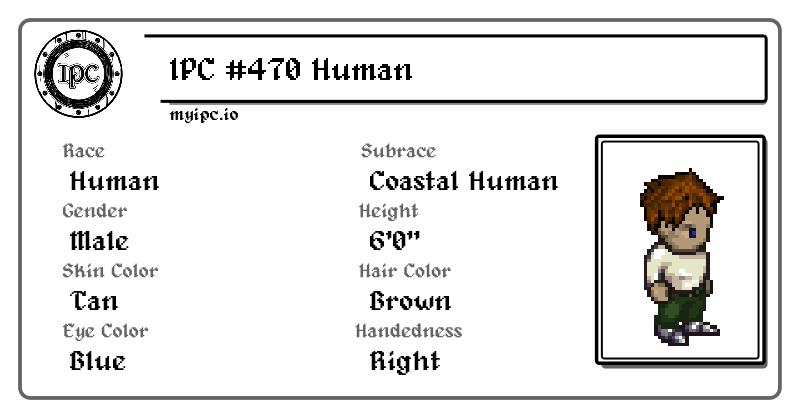 IPC
IPC #470 Human
myipc.io
Race
Human
Subrace
Coastal Human
Gender
Male
Height
6'0"
Skin Color
Tan
Hair Color
Brown
Eye Color
Blue
Handedness
Right